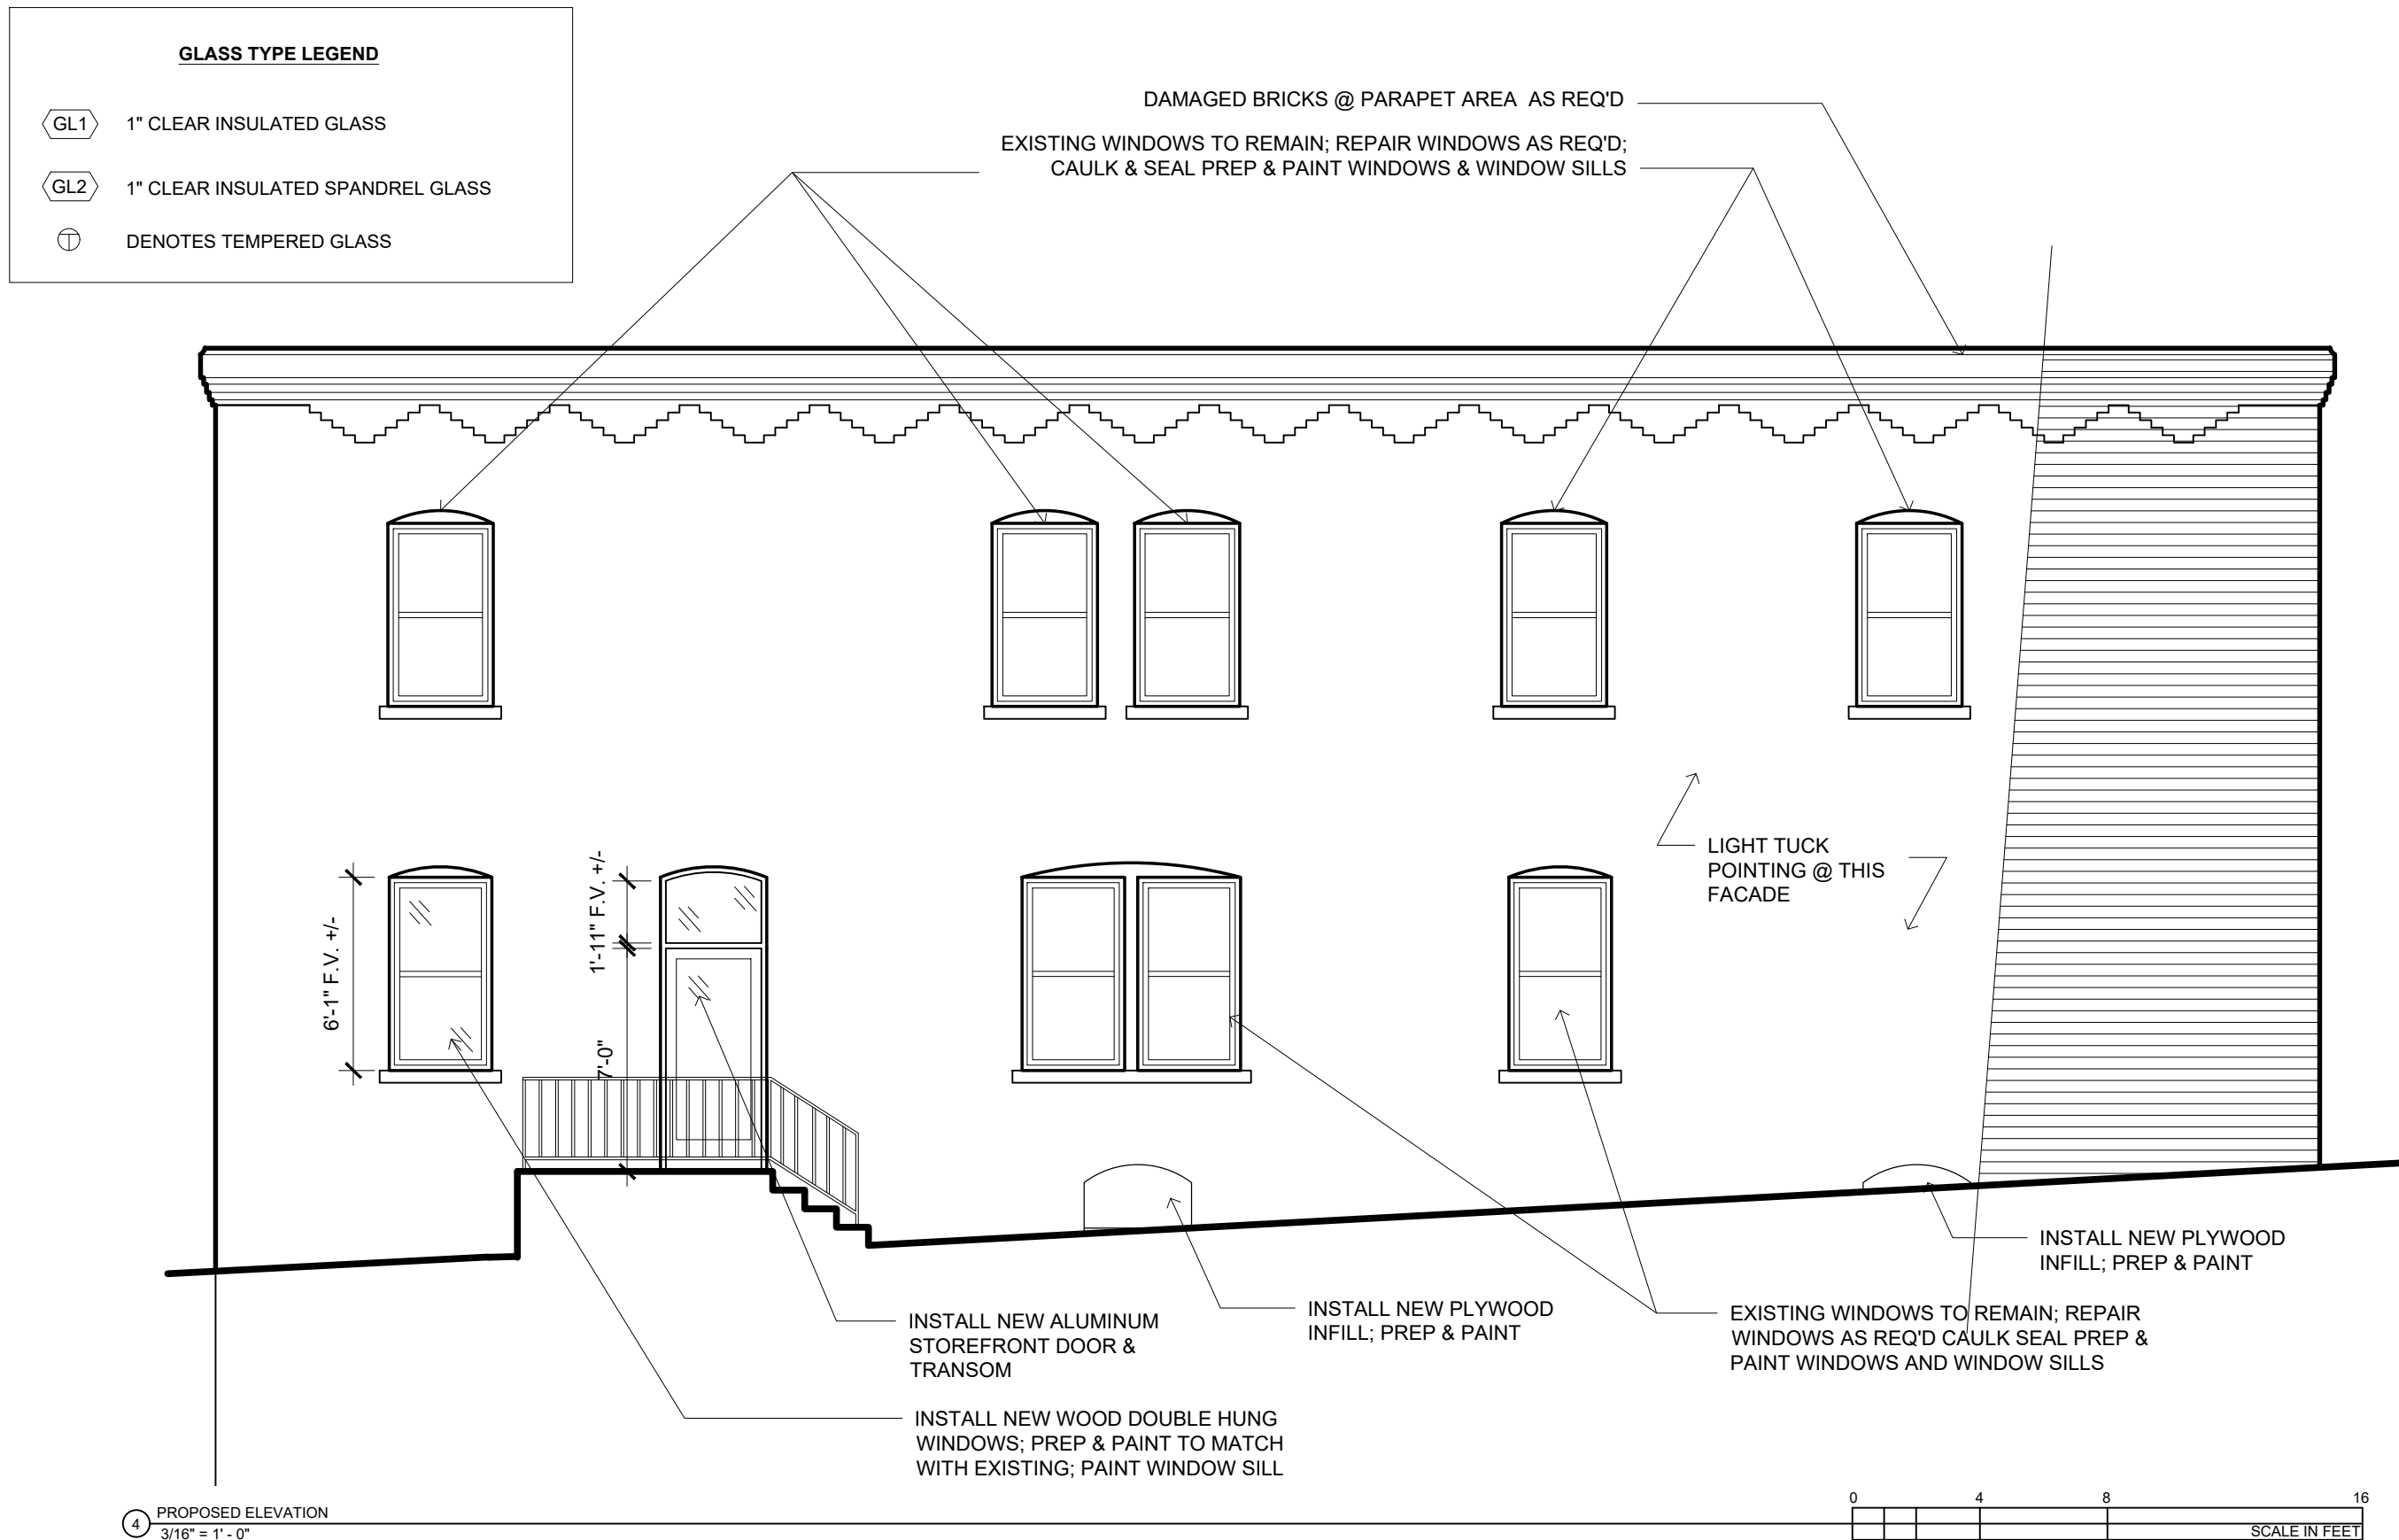 GLASS TYPE LEGEND
GL1 1" CLEAR INSULATED GLASS
GL2 1" CLEAR INSULATED SPANDREL GLASS
T DENOTES TEMPERED GLASS
DAMAGED BRICKS @ PARAPET AREA AS REQ'D
EXISTING WINDOWS TO REMAIN; REPAIR WINDOWS AS REQ'D;
CAULK & SEAL PREP & PAINT WINDOWS & WINDOW SILLS
LIGHT TUCK
POINTING @ THIS
FACADE
6'-1" F.V. +/-
1'-11" F.V. +/-
7'-0"
INSTALL NEW PLYWOOD
INFILL; PREP & PAINT
INSTALL NEW ALUMINUM
STOREFRONT DOOR &
TRANSOM
INSTALL NEW PLYWOOD
INFILL; PREP & PAINT
EXISTING WINDOWS TO REMAIN; REPAIR
WINDOWS AS REQ'D CAULK SEAL PREP &
PAINT WINDOWS AND WINDOW SILLS
INSTALL NEW WOOD DOUBLE HUNG
WINDOWS; PREP & PAINT TO MATCH
WITH EXISTING; PAINT WINDOW SILL
4 PROPOSED ELEVATION
3/16" = 1' - 0"
0 4 8 16
SCALE IN FEET